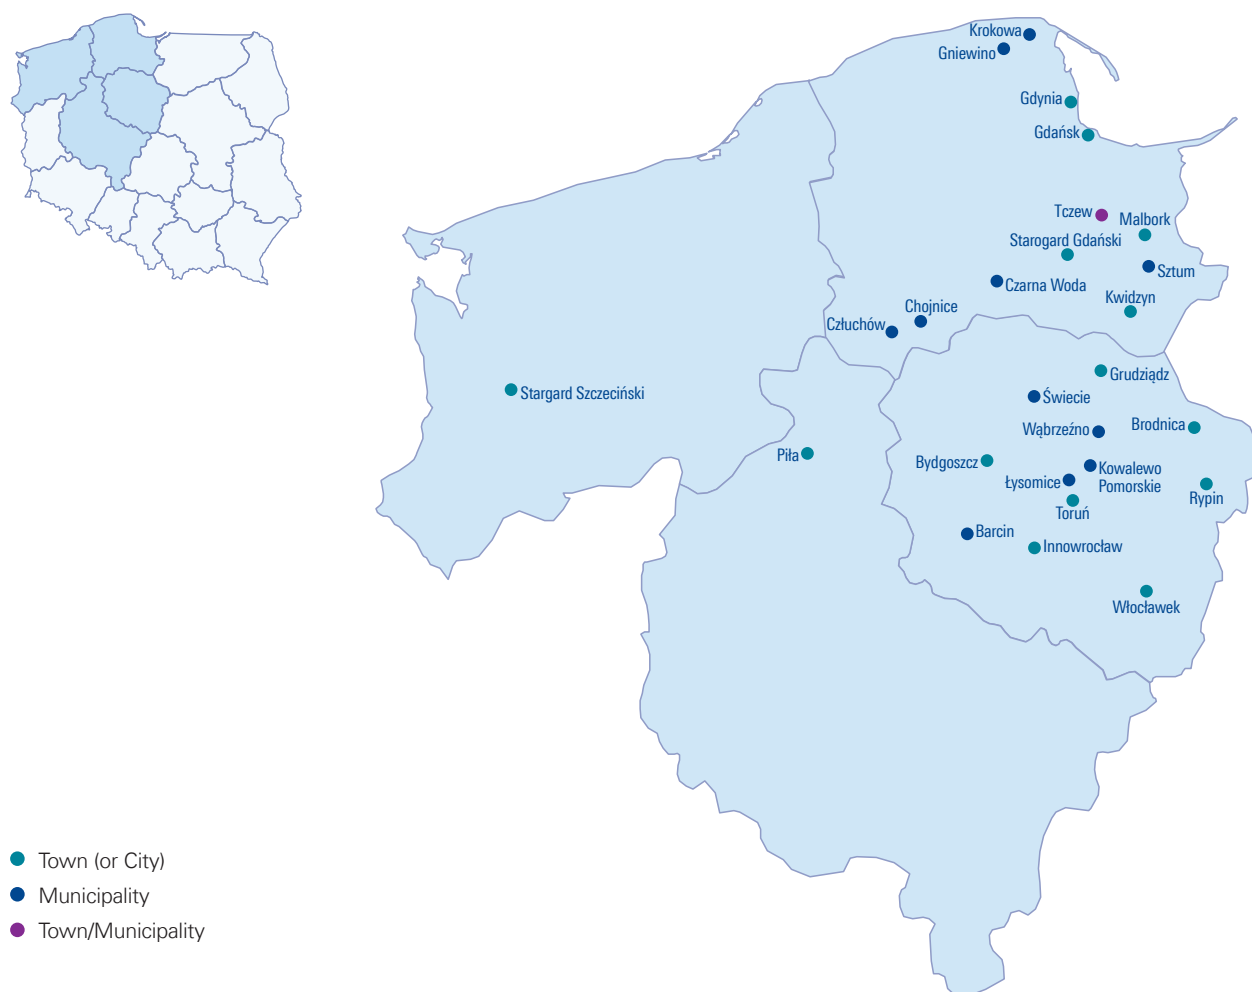 Krokowa
Gniewino
Gdynia
Gdańsk
Tczew
Malbork
Starogard Gdański
Sztum
Czarna Woda
Kwidzyn
Chojnice
Człuchów
Grudziądz
Stargard Szczeciński
Świecie
Brodnica
Wąbrzeźno
Piła
Bydgoszcz
Kowalewo
Pomorskie
Łysomice
Rypin
Toruń
Barcin
Innowrocław
Włocławek
Town (or City)
Municipality
Town/Municipality